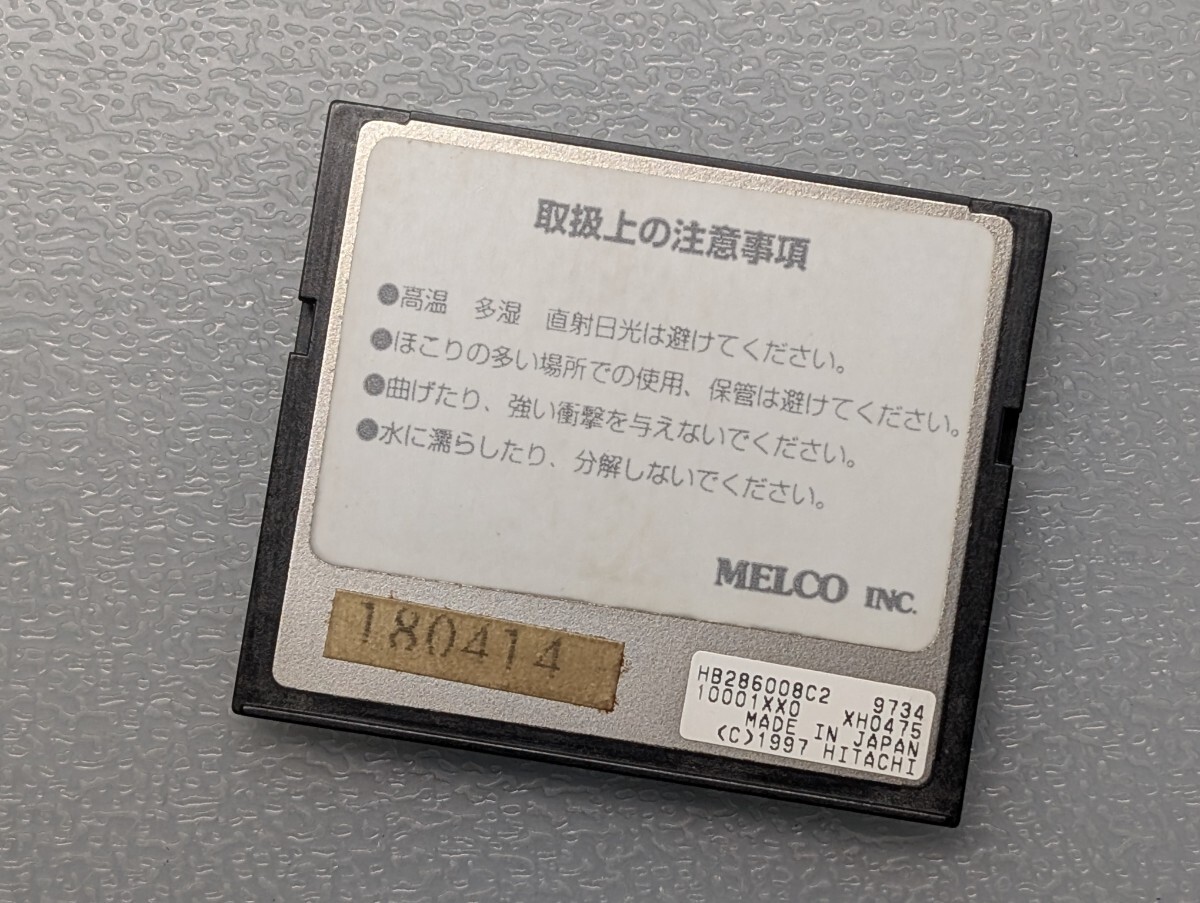 取扱上の注意事項
●高温　多湿　直射日光は避けてください。
●ほこりの多い場所での使用、保管は避けてください。
●曲げたり、強い衝撃を与えないでください。
●水に濡らしたり、分解しないでください。
MELCO INC.
180414
HB286008C2 9734
10001XX0 XH0475
MADE IN JAPAN
(C)1997 HITACHI